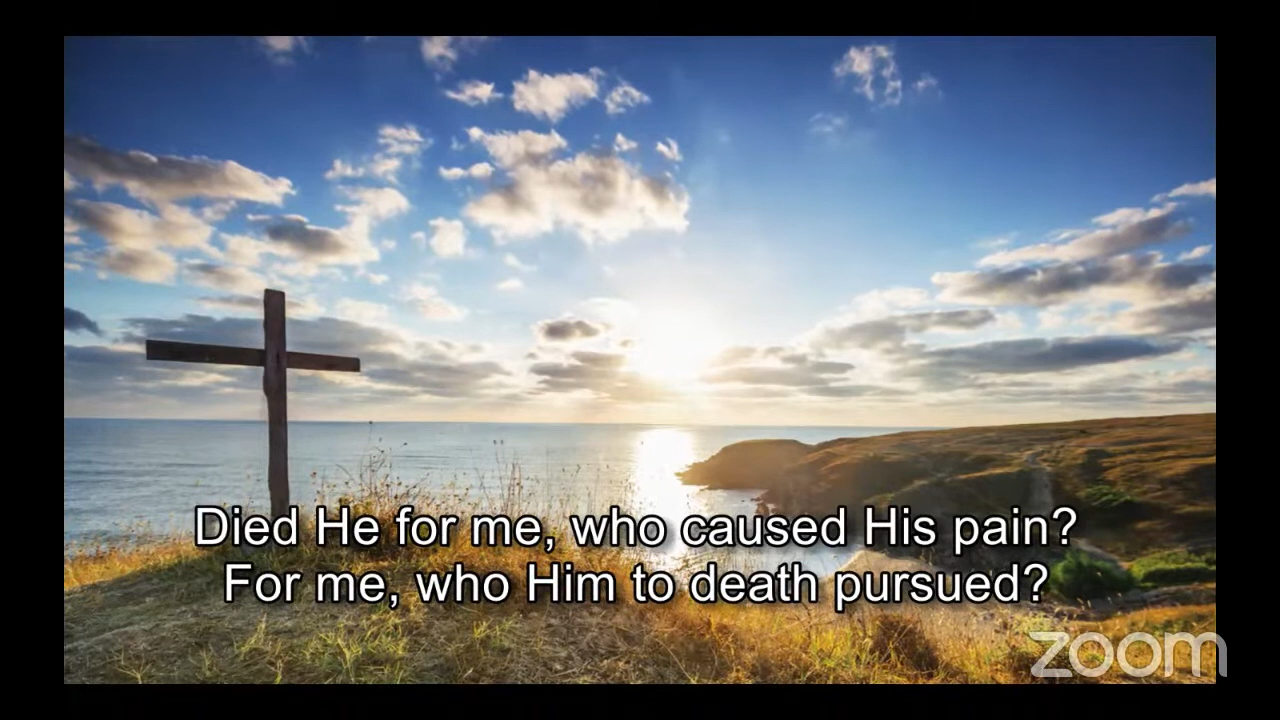 Died He for me, who caused His pain?
For me, who Him to death pursued?
zoom